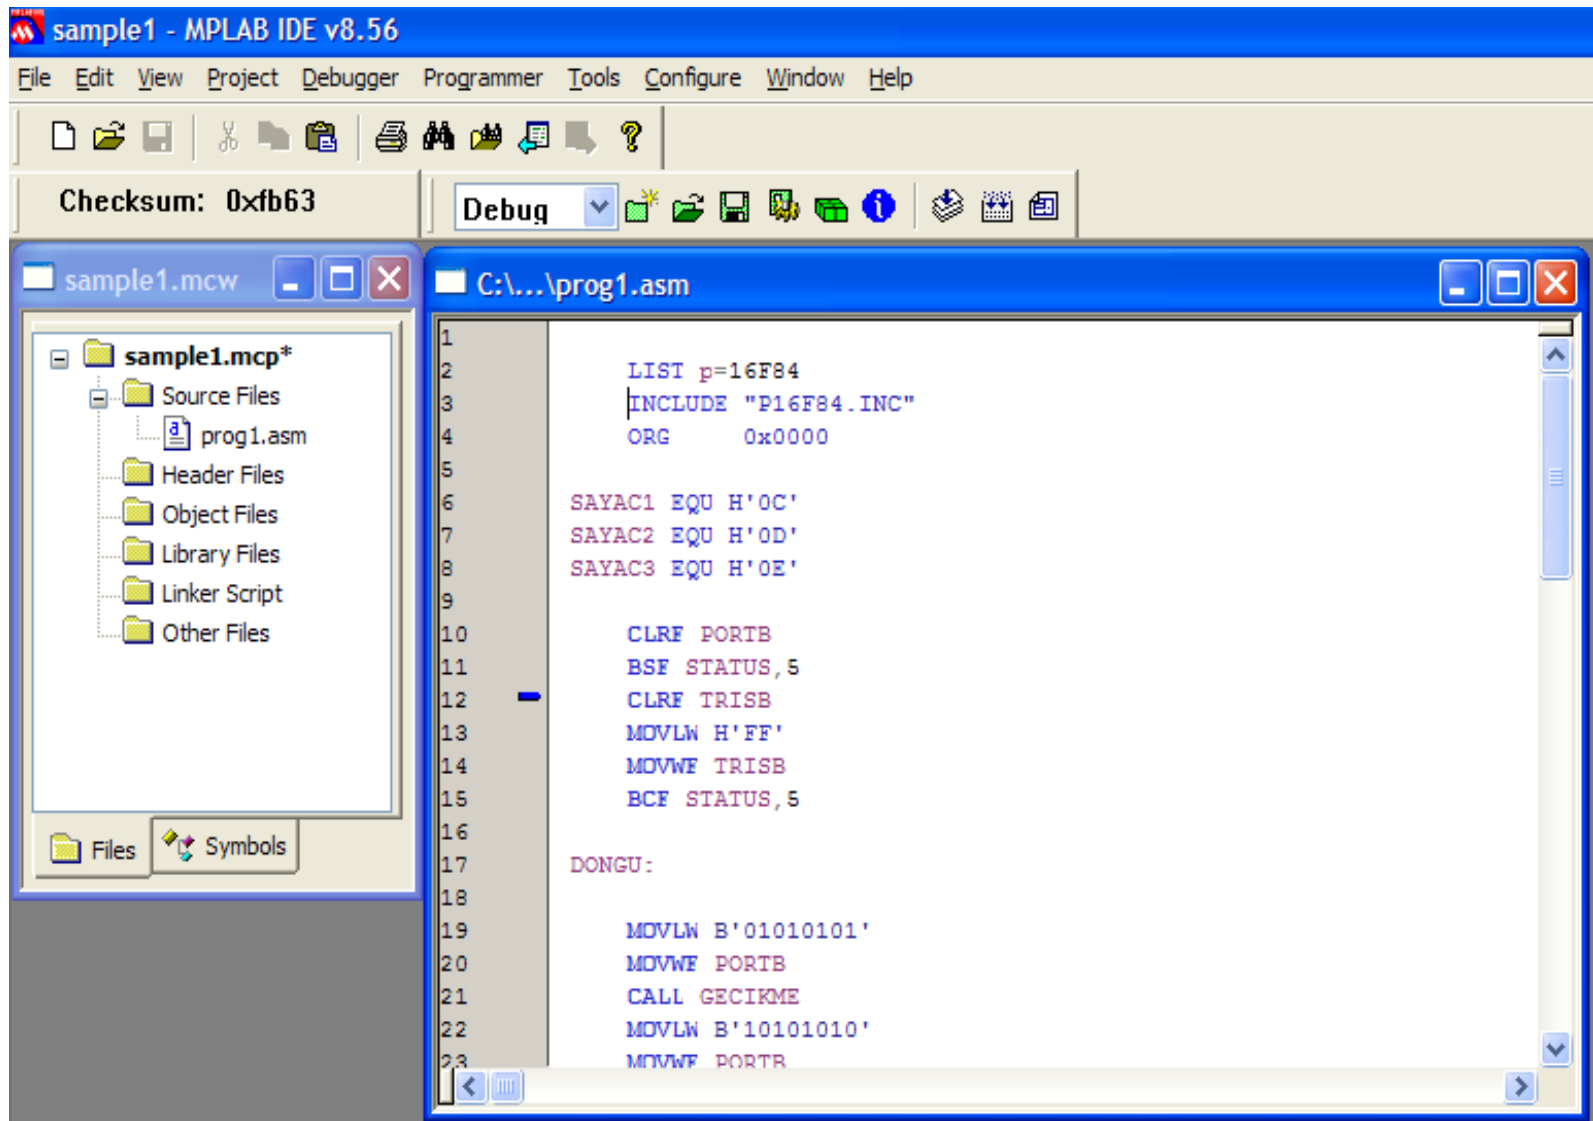 sample1 - MPLAB IDE v8.56
File Edit View Project Debugger Programmer Tools Configure Window Help
Checksum: 0xfb63
Debug
sample1.mcw
sample1.mcp*
Source Files
prog1.asm
Header Files
Object Files
Library Files
Linker Script
Other Files
Files
Symbols
C:\...\prog1.asm
1
2 LIST p=16F84
3 INCLUDE "P16F84.INC"
4 ORG 0x0000
5
6 SAYAC1 EQU H'0C'
7 SAYAC2 EQU H'0D'
8 SAYAC3 EQU H'0E'
9
10 CLRF PORTB
11 BSF STATUS,5
12 CLRF TRISB
13 MOVLW H'FF'
14 MOVWF TRISB
15 BCF STATUS,5
16
17 DONGU:
18
19 MOVLW B'01010101'
20 MOVWF PORTB
21 CALL GECIKME
22 MOVLW B'10101010'
23 MOVWF PORTB